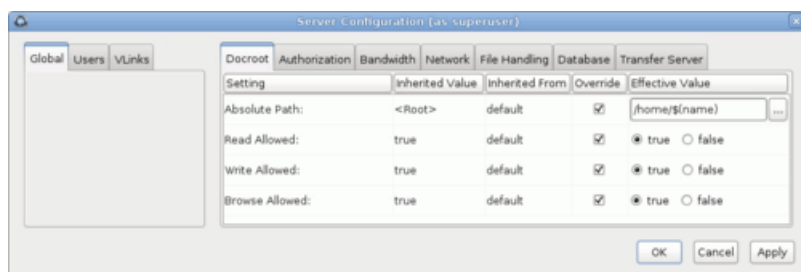 Server Configuration (as superuser)
Global Users VLinks
Docroot Authorization Bandwidth Network File Handling Database Transfer Server
Setting Inherited Value Inherited From Override Effective Value
Absolute Path: <Root> default /home/$(name) ...
Read Allowed: true default true false
Write Allowed: true default true false
Browse Allowed: true default true false
OK Cancel Apply